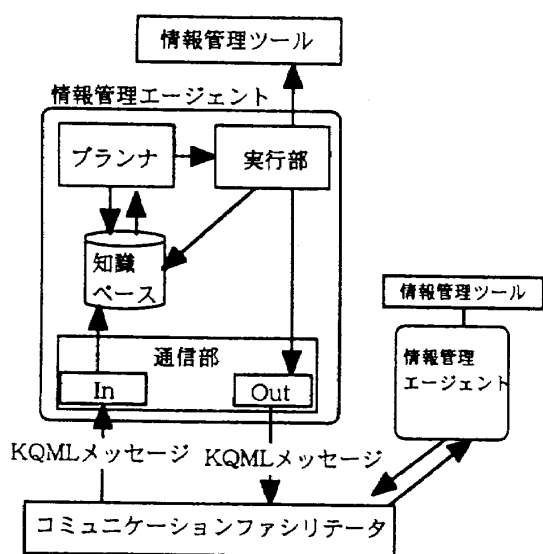 情報管理ツール
情報管理エージェント
プランナ
実行部
知識
ベース
情報管理ツール
情報管理
エージェント
通信部
In
Out
KQMLメッセージ
KQMLメッセージ
コミュニケーションファシリテータ